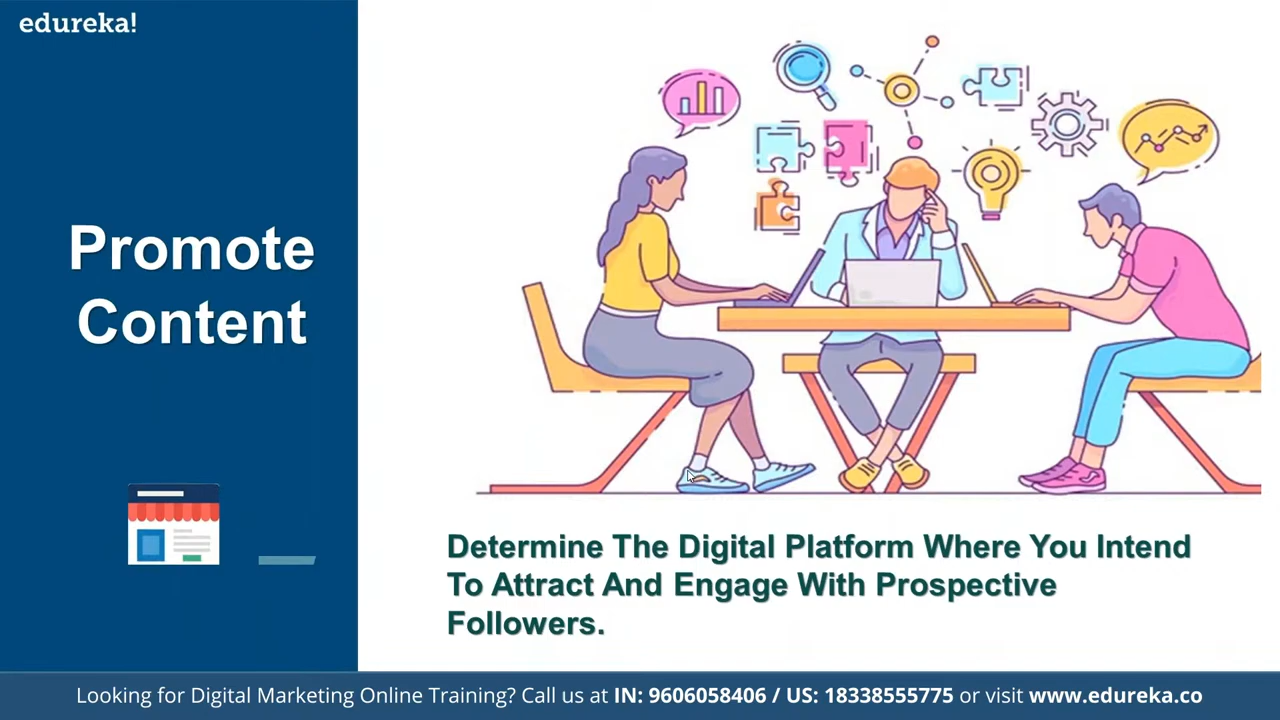 edureka!
Promote
Content
Determine The Digital Platform Where You Intend
To Attract And Engage With Prospective
Followers.
Looking for Digital Marketing Online Training? Call us at IN: 9606058406 / US: 18338555775 or visit www.edureka.co